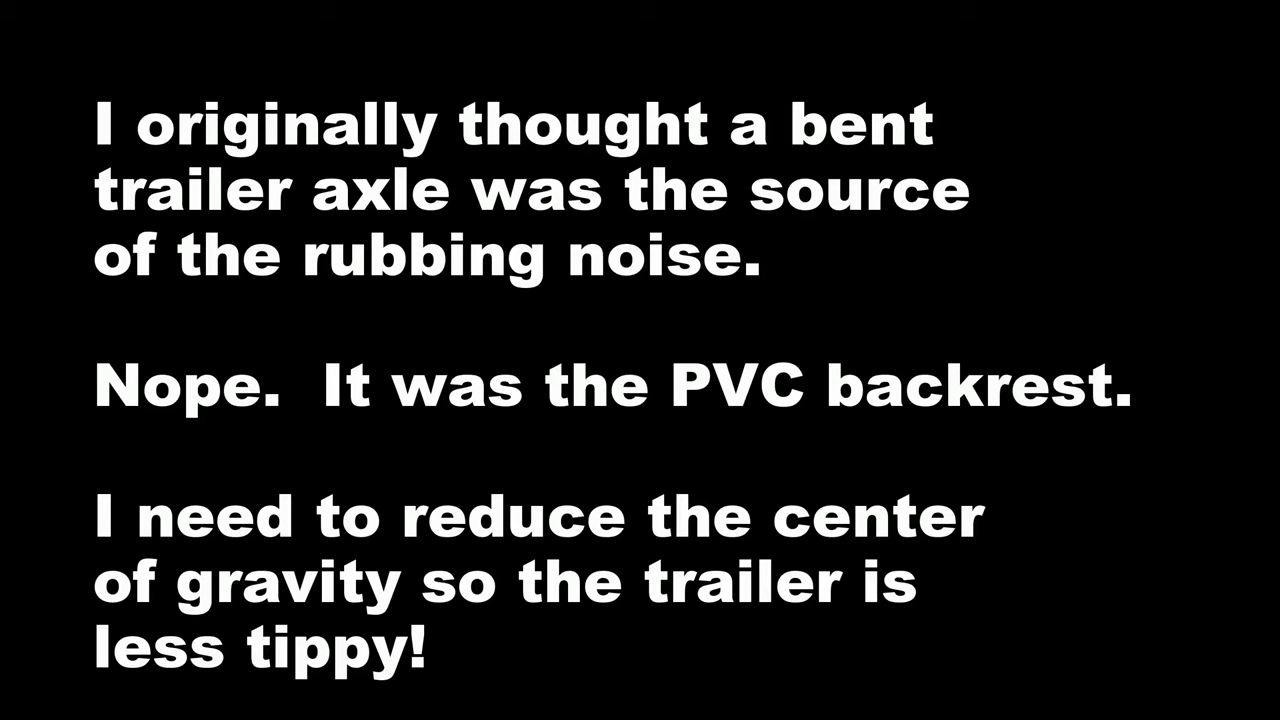 I originally thought a bent
trailer axle was the source
of the rubbing noise.
Nope.  It was the PVC backrest.
I need to reduce the center
of gravity so the trailer is
less tippy!